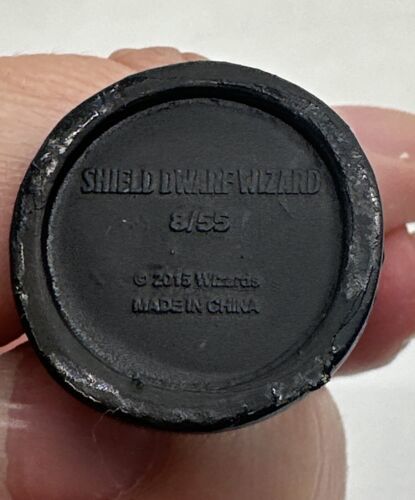 SHIELD DWARF WIZARD
8/55
© 2015 Wizards
MADE IN CHINA